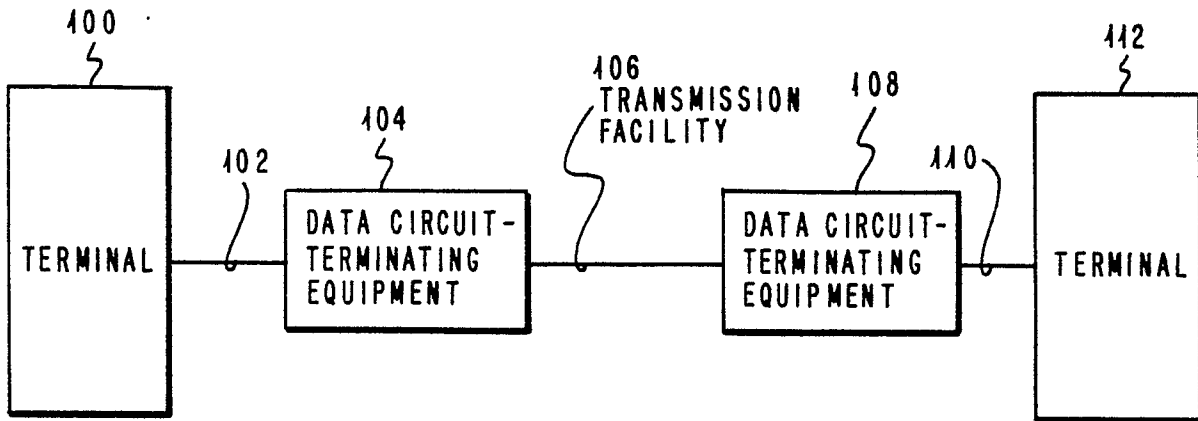 100
112
106
TRANSMISSION
FACILITY
108
104
102
110
TERMINAL
DATA CIRCUIT-
TERMINATING
EQUIPMENT
DATA CIRCUIT-
TERMINATING
EQUIPMENT
TERMINAL